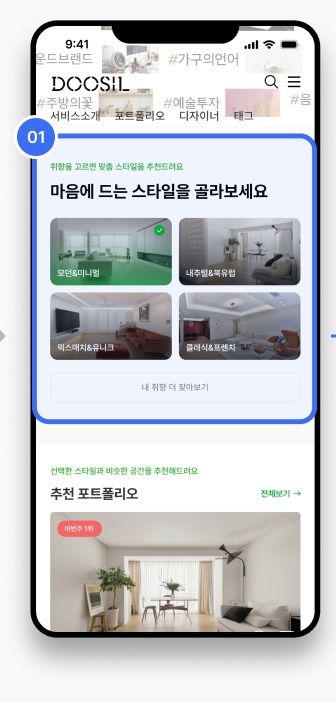 9:41
운드브랜드
#가구의언어
DOOSIL
#주방의꽃
#예술투자
#음
서비스소개 포트폴리오 디자이너 태그
01
취향을 고르면 맞춤 스타일을 추천드려요
마음에 드는 스타일을 골라보세요
모던&미니멀
내추럴&북유럽
믹스매치&유니크
클래식&프렌치
내 취향 더 찾아보기
선택한 스타일과 비슷한 공간을 추천해드려요
추천 포트폴리오
전체보기 →
이번주 1위